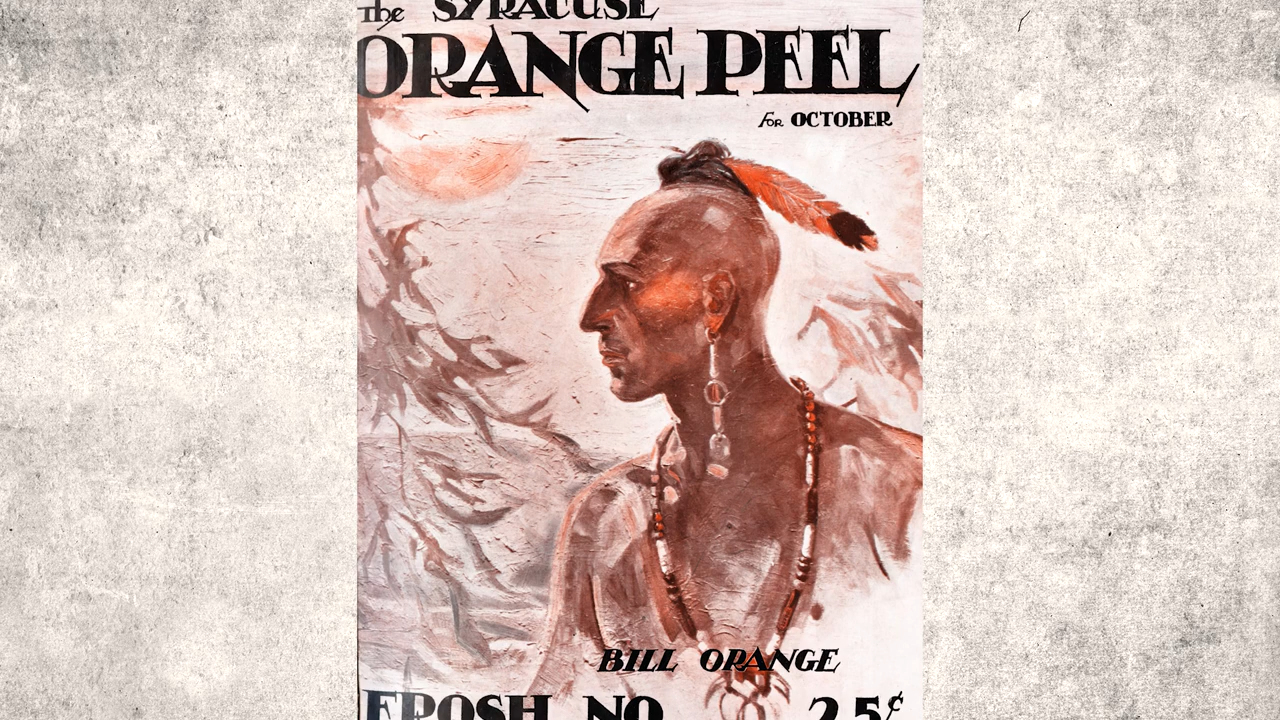 The SYRACUSE
ORANGE PEEL
FOR OCTOBER
BILL ORANGE
FROSH NO
25¢